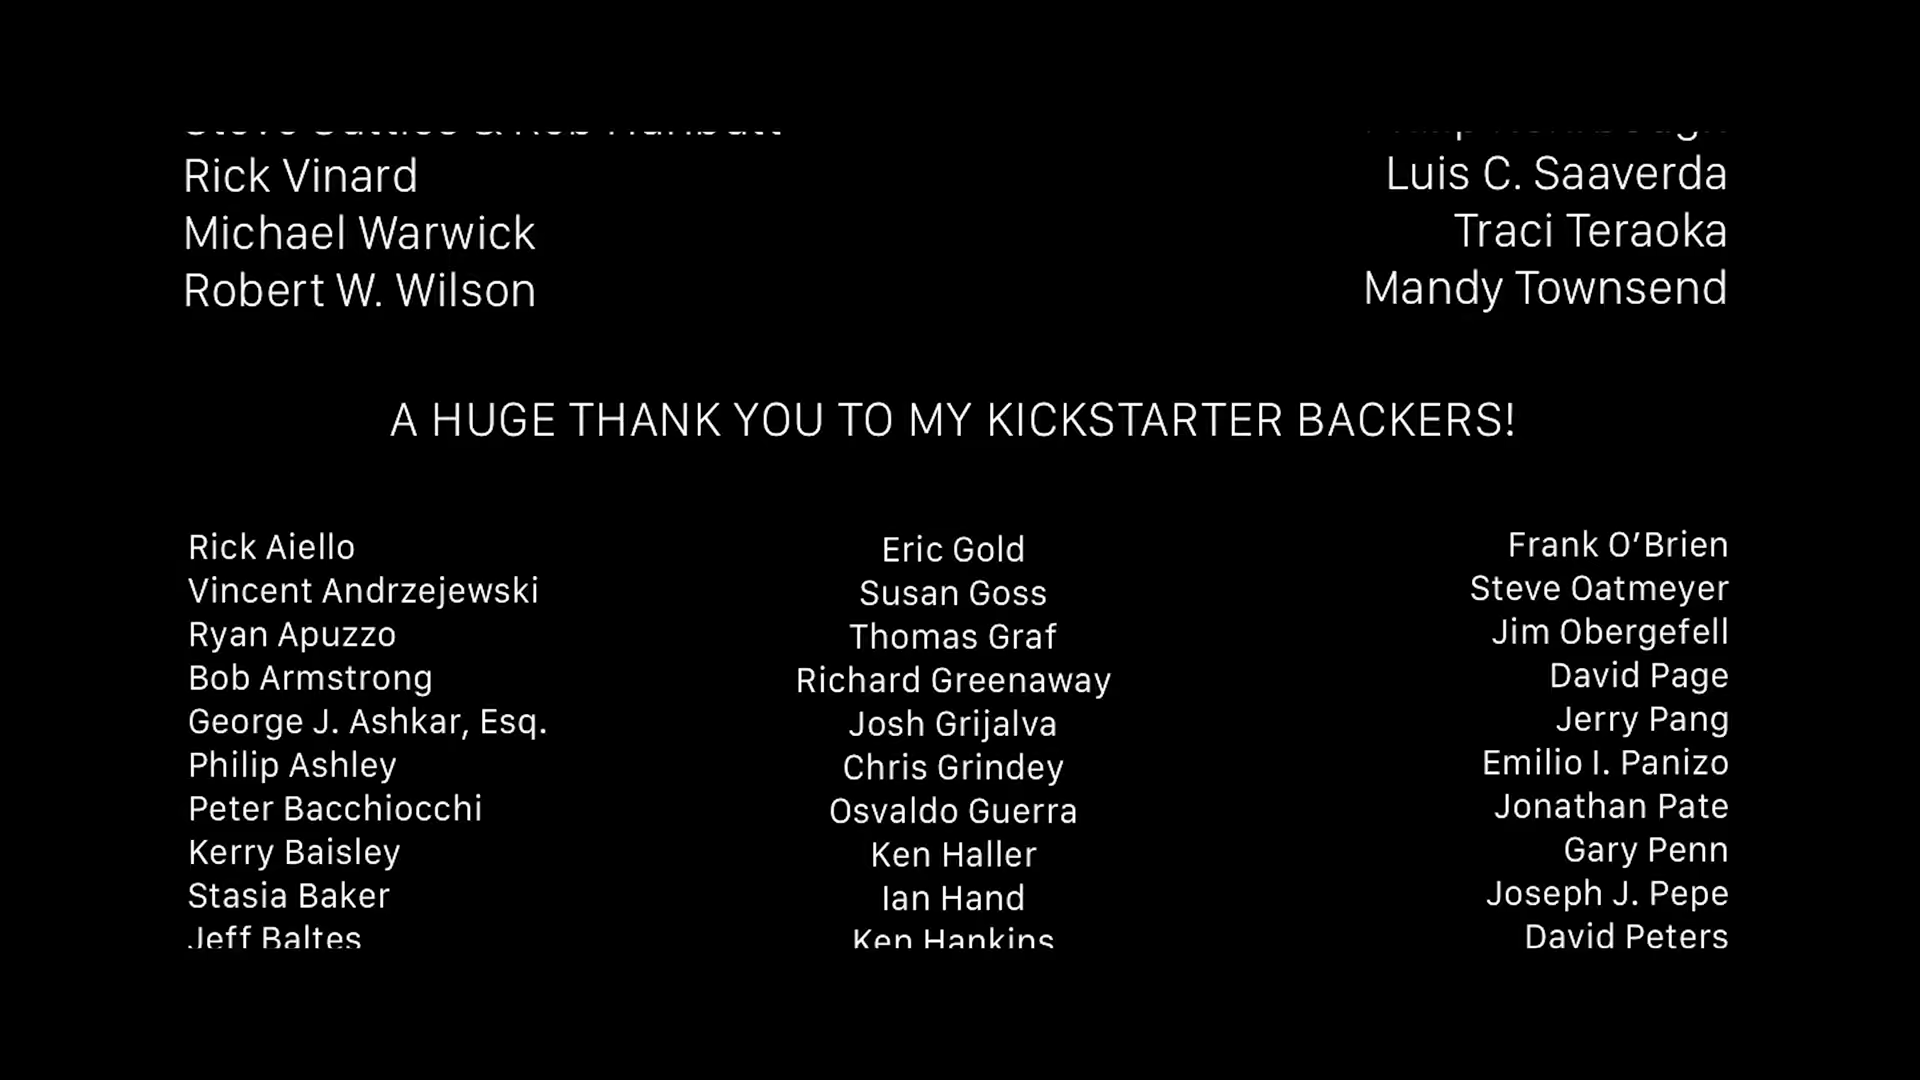 Rick Vinard
Michael Warwick
Robert W. Wilson
Luis C. Saaverda
Traci Teraoka
Mandy Townsend
A HUGE THANK YOU TO MY KICKSTARTER BACKERS!
Rick Aiello
Vincent Andrzejewski
Ryan Apuzzo
Bob Armstrong
George J. Ashkar, Esq.
Philip Ashley
Peter Bacchiocchi
Kerry Baisley
Stasia Baker
Jeff Baltes
Eric Gold
Susan Goss
Thomas Graf
Richard Greenaway
Josh Grijalva
Chris Grindey
Osvaldo Guerra
Ken Haller
Ian Hand
Ken Hankins
Frank O’Brien
Steve Oatmeyer
Jim Obergefell
David Page
Jerry Pang
Emilio I. Panizo
Jonathan Pate
Gary Penn
Joseph J. Pepe
David Peters